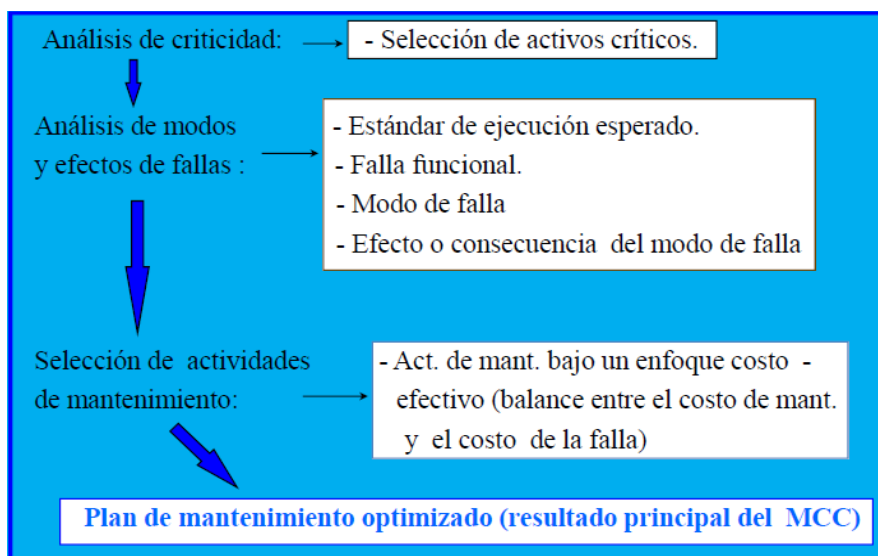 Análisis de criticidad:
- Selección de activos críticos.
Análisis de modos
y efectos de fallas :
- Estándar de ejecución esperado.
- Falla funcional.
- Modo de falla
- Efecto o consecuencia del modo de falla
Selección de actividades
de mantenimiento:
- Act. de mant. bajo un enfoque costo -
efectivo (balance entre el costo de mant.
y el costo de la falla)
Plan de mantenimiento optimizado (resultado principal del MCC)